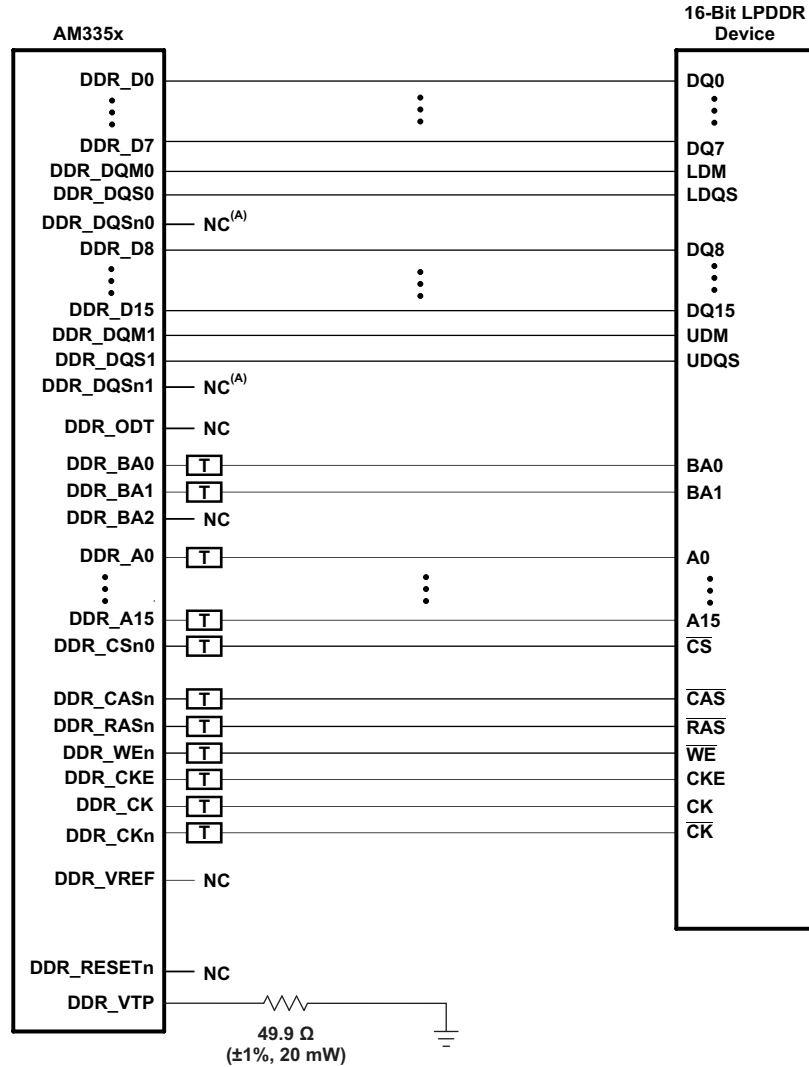 16-Bit LPDDR
AM335x Device
DDR_D0 DQ0
DDR_D7 DQ7
DDR_DQM0 LDM
DDR_DQS0 LDQS
DDR_DQSn0 NC(A)
DDR_D8 DQ8
DDR_D15 DQ15
DDR_DQM1 UDM
DDR_DQS1 UDQS
DDR_DQSn1 NC(A)
DDR_ODT NC
DDR_BA0 T BA0
DDR_BA1 T BA1
DDR_BA2 NC
DDR_A0 T A0
DDR_A15 T A15
DDR_CSn0 T CS
DDR_CASn T CAS
DDR_RASn T RAS
DDR_WEn T WE
DDR_CKE T CKE
DDR_CK T CK
DDR_CKn T CK
DDR_VREF NC
DDR_RESETn NC
DDR_VTP
49.9 Ω
(±1%, 20 mW)